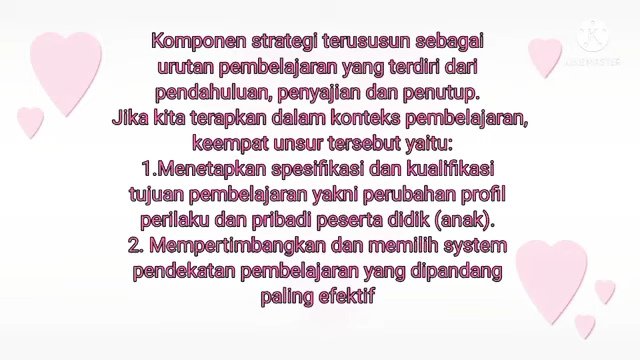 Komponen strategi terususun sebagai
urutan pembelajaran yang terdiri dari
pendahuluan, penyajian dan penutup.
Jika kita terapkan dalam konteks pembelajaran,
keempat unsur tersebut yaitu:
1.Menetapkan spesifikasi dan kualifikasi
tujuan pembelajaran yakni perubahan profil
perilaku dan pribadi peserta didik (anak).
2. Mempertimbangkan dan memilih system
pendekatan pembelajaran yang dipandang
paling efektif
KINEMASTER